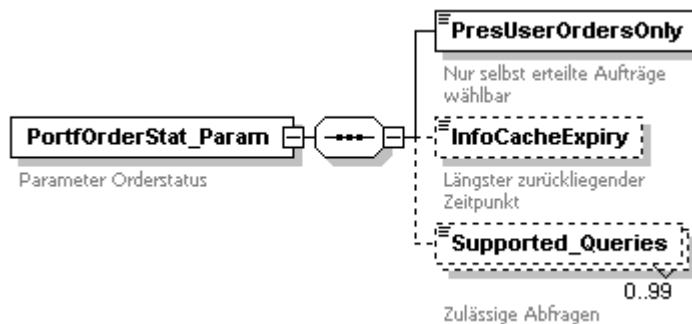 PresUserOrdersOnly
Nur selbst erteilte Aufträge
wählbar
PortfOrderStat_Param
Parameter Orderstatus
InfoCacheExpiry
Längster zurückliegender
Zeitpunkt
Supported_Queries
0..99
Zulässige Abfragen